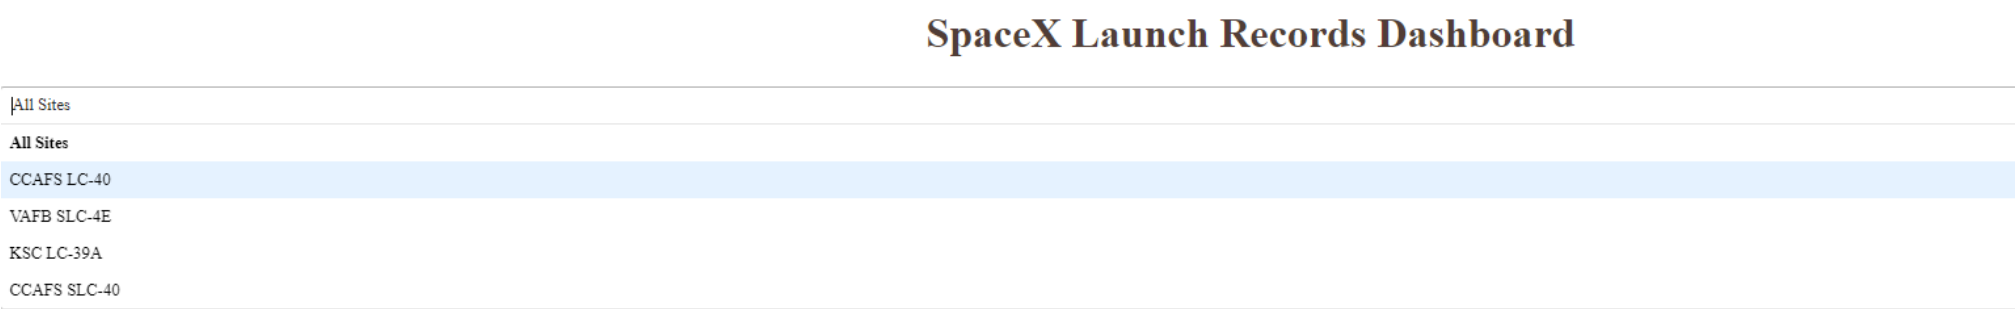 SpaceX Launch Records Dashboard
All Sites
All Sites
CCAFS LC-40
VAFB SLC-4E
KSC LC-39A
CCAFS SLC-40